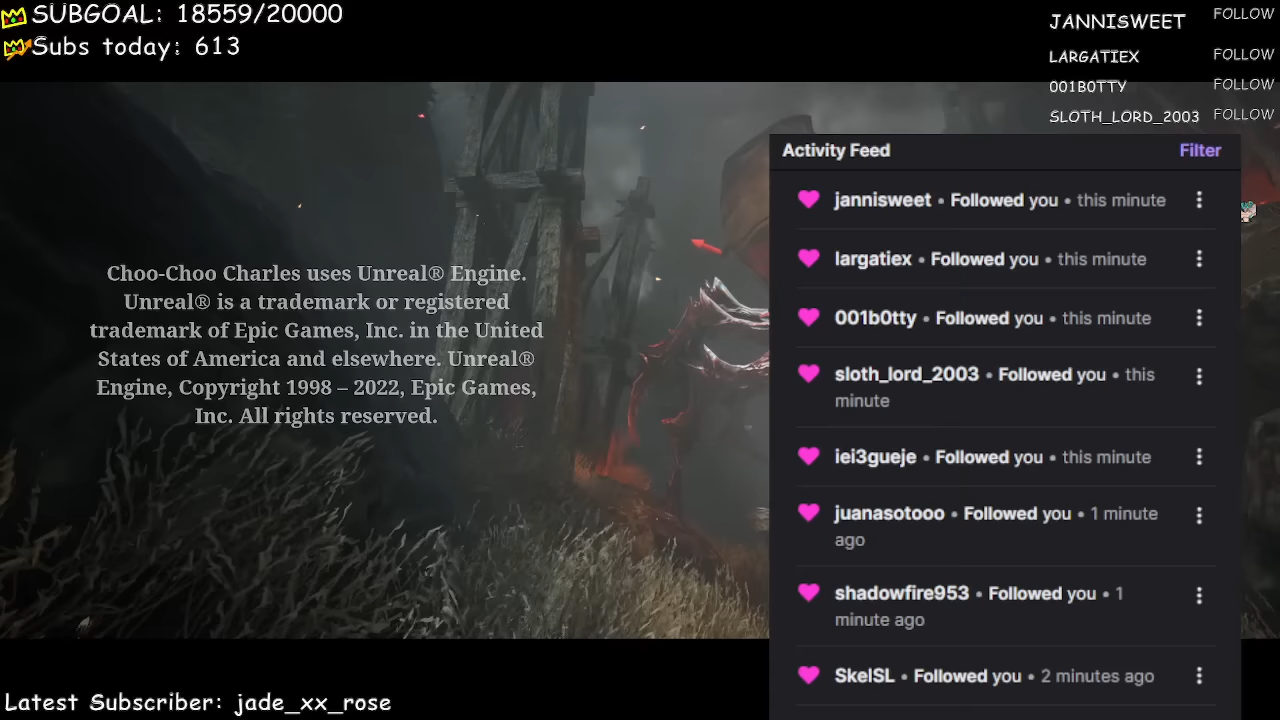 SUBGOAL: 18559/20000
Subs today: 613
JANNISWEET FOLLOW
LARGATIEX FOLLOW
001B0TTY FOLLOW
SLOTH_LORD_2003 FOLLOW
Choo-Choo Charles uses Unreal® Engine.
Unreal® is a trademark or registered
trademark of Epic Games, Inc. in the United
States of America and elsewhere. Unreal®
Engine, Copyright 1998 – 2022, Epic Games,
Inc. All rights reserved.
Activity Feed Filter
jannisweet • Followed you • this minute
largatiex • Followed you • this minute
001b0tty • Followed you • this minute
sloth_lord_2003 • Followed you • this
minute
iei3gueje • Followed you • this minute
juanasotooo • Followed you • 1 minute
ago
shadowfire953 • Followed you • 1
minute ago
SkelSL • Followed you • 2 minutes ago
Latest Subscriber: jade_xx_rose